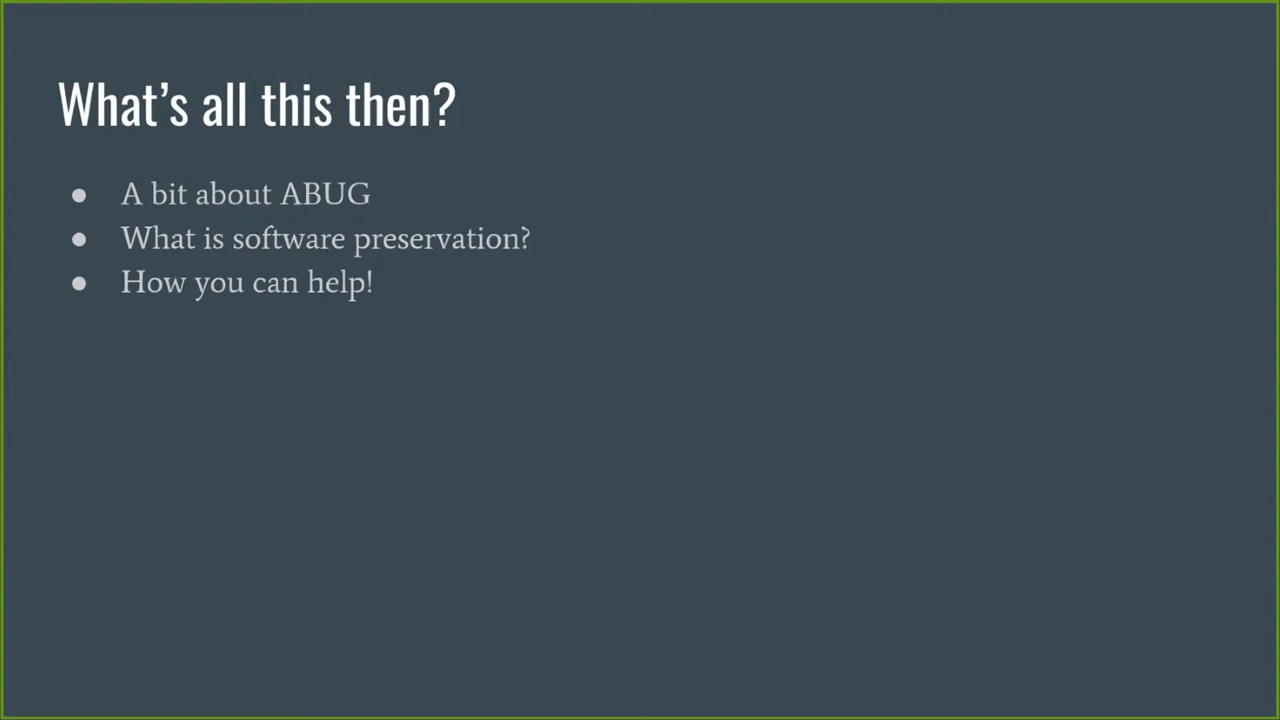 What’s all this then?
● A bit about ABUG
● What is software preservation?
● How you can help!